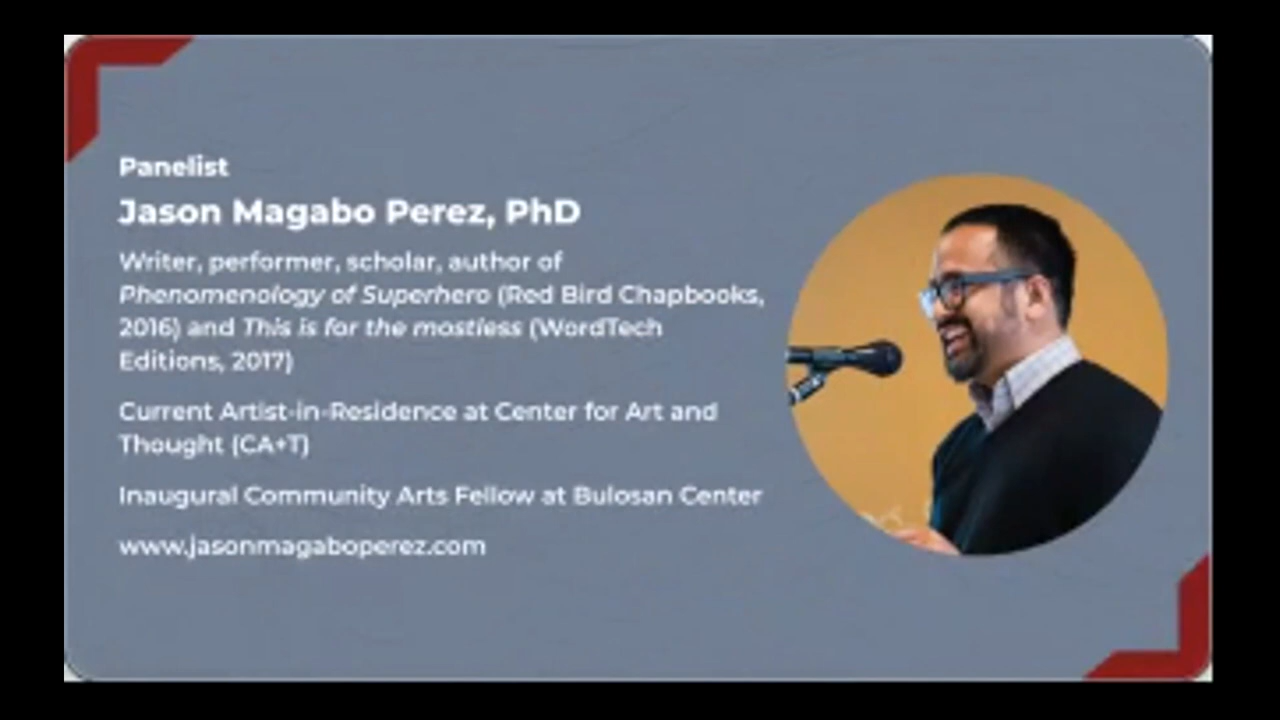 Panelist
Jason Magabo Perez, PhD
Writer, performer, scholar, author of
Phenomenology of Superhero (Red Bird Chapbooks,
2016) and This is for the mostless (WordTech
Editions, 2017)
Current Artist-in-Residence at Center for Art and
Thought (CA+T)
Inaugural Community Arts Fellow at Bulosan Center
www.jasonmagaboperez.com